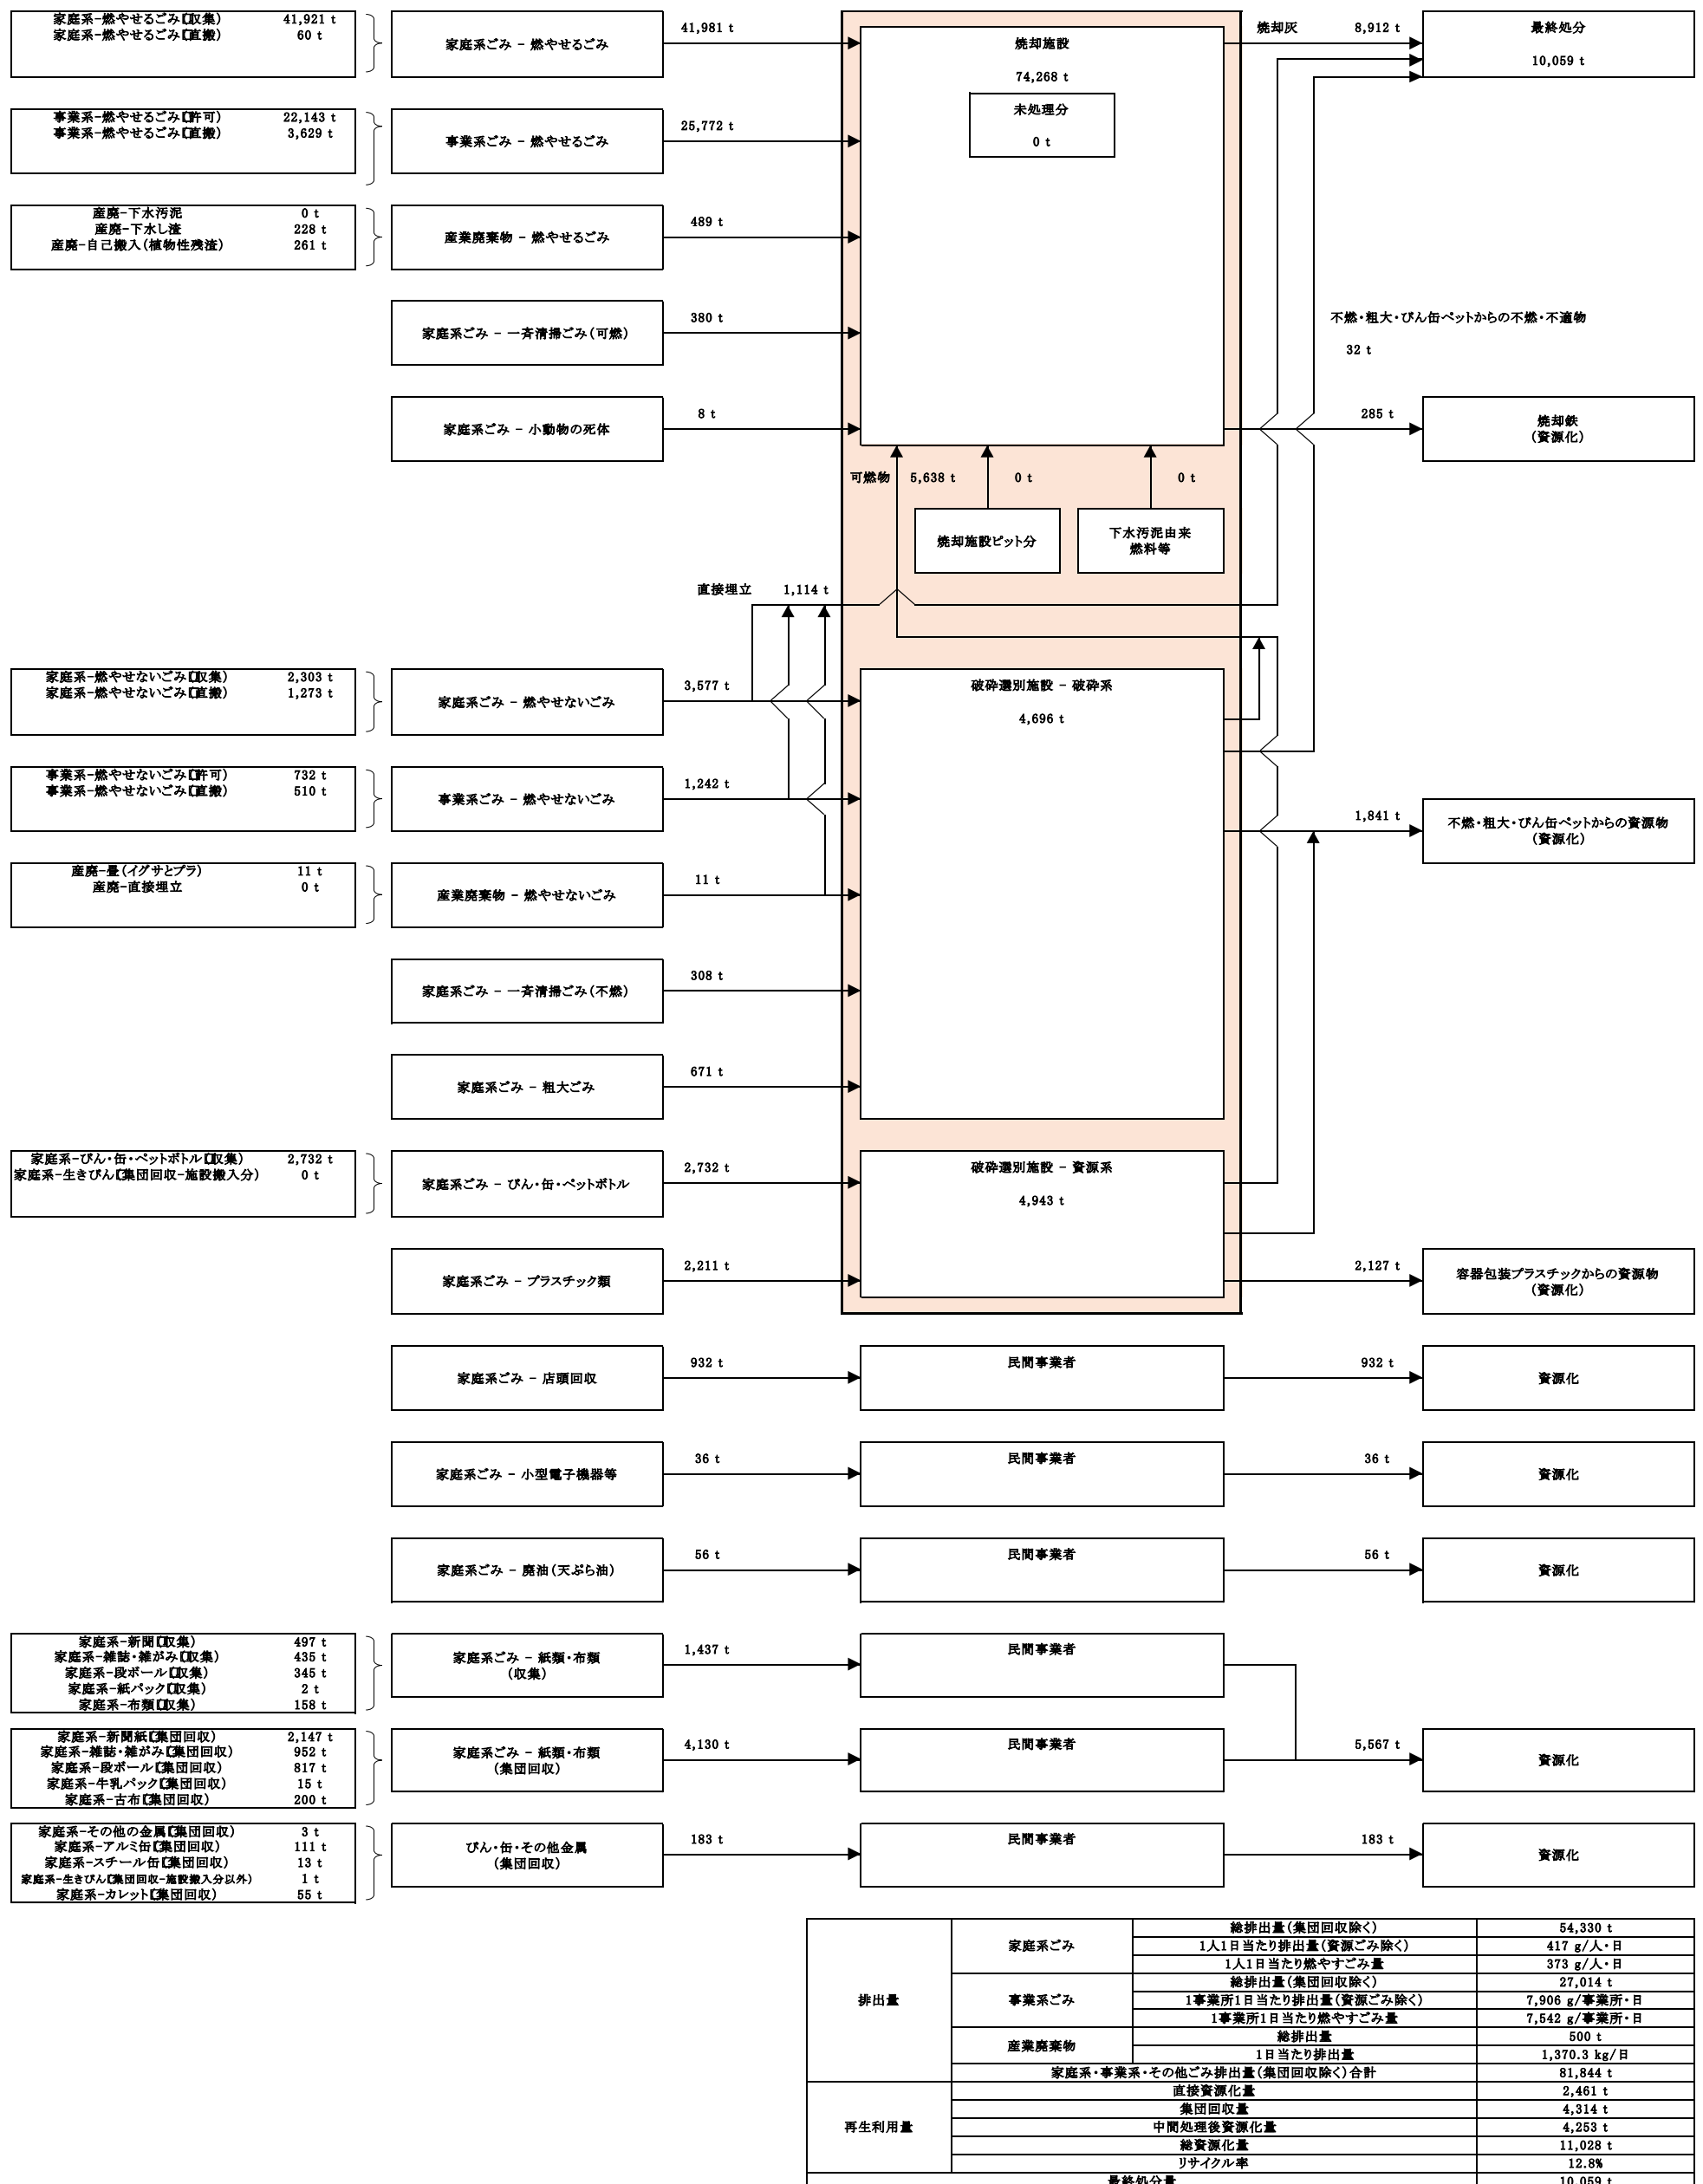 家庭系-燃やせるごみ【収集） 41,921 t
家庭系-燃やせるごみ【直搬） 60 t
家庭系ごみ － 燃やせるごみ
41,981 t
焼却施設
74,268 t
未処理分
0 t
焼却灰 8,912 t
最終処分
10,059 t
事業系-燃やせるごみ【許可） 22,143 t
事業系-燃やせるごみ【直搬） 3,629 t
事業系ごみ － 燃やせるごみ
25,772 t
産廃-下水汚泥 0 t
産廃-下水し渣 228 t
産廃-自己搬入（植物性残渣） 261 t
産業廃棄物 － 燃やせるごみ
489 t
家庭系ごみ － 一斉清掃ごみ（可燃）
380 t
不燃・粗大・びん缶ペットからの不燃・不適物
32 t
家庭系ごみ － 小動物の死体
8 t
285 t
焼却鉄
（資源化）
可燃物 5,638 t
0 t
0 t
焼却施設ピット分
下水汚泥由来
燃料等
直接埋立 1,114 t
家庭系-燃やせないごみ【収集） 2,303 t
家庭系-燃やせないごみ【直搬） 1,273 t
家庭系ごみ － 燃やせないごみ
3,577 t
破砕選別施設 － 破砕系
4,696 t
事業系-燃やせないごみ【許可） 732 t
事業系-燃やせないごみ【直搬） 510 t
事業系ごみ － 燃やせないごみ
1,242 t
1,841 t
不燃・粗大・びん缶ペットからの資源物
（資源化）
産廃-畳（イグサとプラ） 11 t
産廃-直接埋立 0 t
産業廃棄物 － 燃やせないごみ
11 t
家庭系ごみ － 一斉清掃ごみ（不燃）
308 t
家庭系ごみ － 粗大ごみ
671 t
家庭系-びん・缶・ペットボトル【収集） 2,732 t
家庭系-生きびん【集団回収-施設搬入分） 0 t
家庭系ごみ － びん・缶・ペットボトル
2,732 t
破砕選別施設 － 資源系
4,943 t
家庭系ごみ － プラスチック類
2,211 t
2,127 t
容器包装プラスチックからの資源物
（資源化）
家庭系ごみ － 店頭回収
932 t
民間事業者
932 t
資源化
家庭系ごみ － 小型電子機器等
36 t
民間事業者
36 t
資源化
家庭系ごみ － 廃油（天ぷら油）
56 t
民間事業者
56 t
資源化
家庭系-新聞【収集） 497 t
家庭系-雑誌・雑がみ【収集） 435 t
家庭系-段ボール【収集） 345 t
家庭系-紙パック【収集） 2 t
家庭系-布類【収集） 158 t
家庭系ごみ － 紙類・布類
（収集）
1,437 t
民間事業者
家庭系-新聞紙【集団回収） 2,147 t
家庭系-雑誌・雑がみ【集団回収） 952 t
家庭系-段ボール【集団回収） 817 t
家庭系-牛乳パック【集団回収） 15 t
家庭系-古布【集団回収） 200 t
家庭系ごみ － 紙類・布類
（集団回収）
4,130 t
民間事業者
5,567 t
資源化
家庭系-その他の金属【集団回収） 3 t
家庭系-アルミ缶【集団回収） 111 t
家庭系-スチール缶【集団回収） 13 t
家庭系-生きびん【集団回収-施設搬入分以外） 1 t
家庭系-カレット【集団回収） 55 t
びん・缶・その他金属
（集団回収）
183 t
民間事業者
183 t
資源化
排出量
家庭系ごみ
総排出量（集団回収除く） 54,330 t
1人1日当たり排出量（資源ごみ除く） 417 g/人・日
1人1日当たり燃やすごみ量 373 g/人・日
事業系ごみ
総排出量（集団回収除く） 27,014 t
1事業所1日当たり排出量（資源ごみ除く） 7,906 g/事業所・日
1事業所1日当たり燃やすごみ量 7,542 g/事業所・日
産業廃棄物
総排出量 500 t
1日当たり排出量 1,370.3 kg/日
家庭系・事業系・その他ごみ排出量（集団回収除く）合計 81,844 t
再生利用量
直接資源化量 2,461 t
集団回収量 4,314 t
中間処理後資源化量 4,253 t
総資源化量 11,028 t
リサイクル率 12.8%
最終処分量 10,059 t